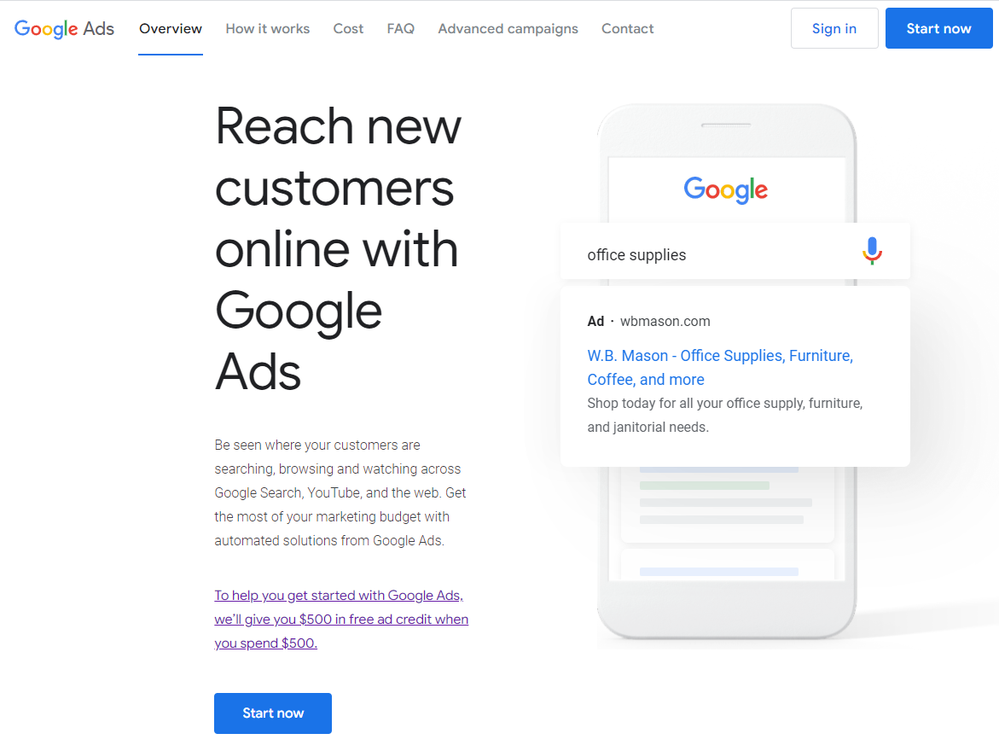 Google Ads
Overview
How it works
Cost
FAQ
Advanced campaigns
Contact
Sign in
Start now
Reach new
customers
online with
Google
Ads
Be seen where your customers are
searching, browsing and watching across
Google Search, YouTube, and the web. Get
the most of your marketing budget with
automated solutions from Google Ads.
To help you get started with Google Ads,
we’ll give you $500 in free ad credit when
you spend $500.
Start now
Google
office supplies
Ad · wbmason.com
W.B. Mason - Office Supplies, Furniture,
Coffee, and more
Shop today for all your office supply, furniture,
and janitorial needs.